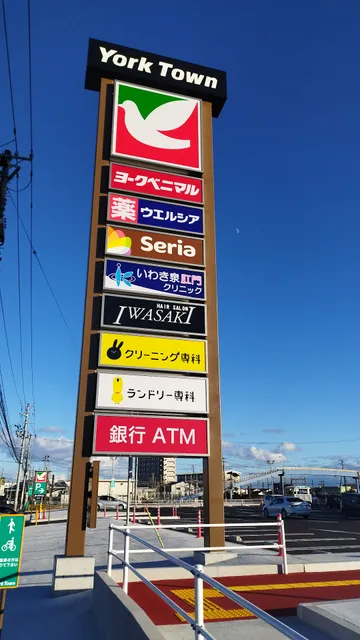 York Town
ヨークベニマル
薬 ウエルシア
Seria
いわき泉肛門
クリニック
HAIR SALON
IWASAKI
クリーニング専科
ランドリー専科
銀行 ATM